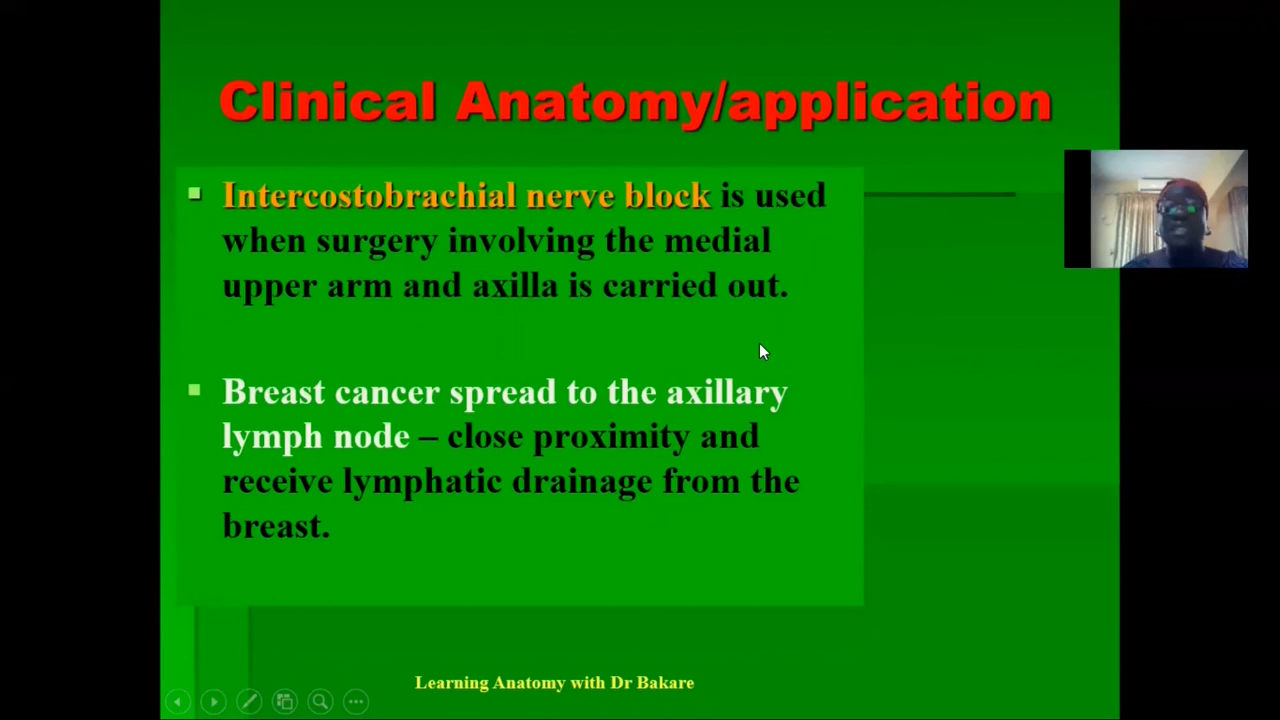 Clinical Anatomy/application
Intercostobrachial nerve block is used
when surgery involving the medial
upper arm and axilla is carried out.
Breast cancer spread to the axillary
lymph node – close proximity and
receive lymphatic drainage from the
breast.
Learning Anatomy with Dr Bakare